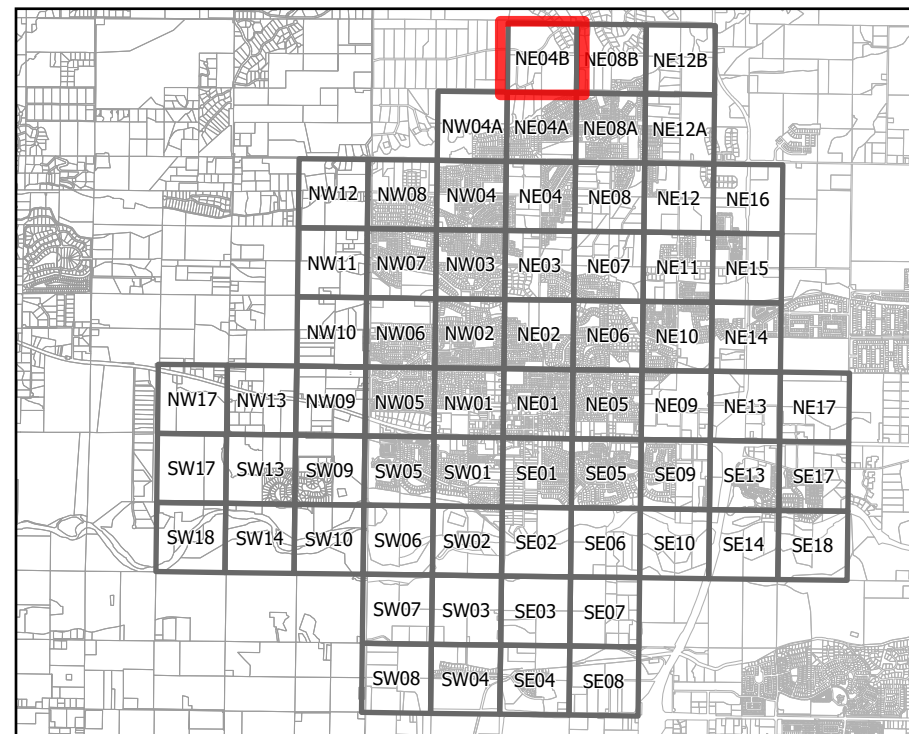 NE04B NE08B NE12B
NW04A NE04A NE08A NE12A
NW12 NW08 NW04 NE04 NE08 NE12 NE16
NW11 NW07 NW03 NE03 NE07 NE11 NE15
NW10 NW06 NW02 NE02 NE06 NE10 NE14
NW17 NW13 NW09 NW05 NW01 NE01 NE05 NE09 NE13 NE17
SW17 SW13 SW09 SW05 SW01 SE01 SE05 SE09 SE13 SE17
SW18 SW14 SW10 SW06 SW02 SE02 SE06 SE10 SE14 SE18
SW07 SW03 SE03 SE07
SW08 SW04 SE04 SE08